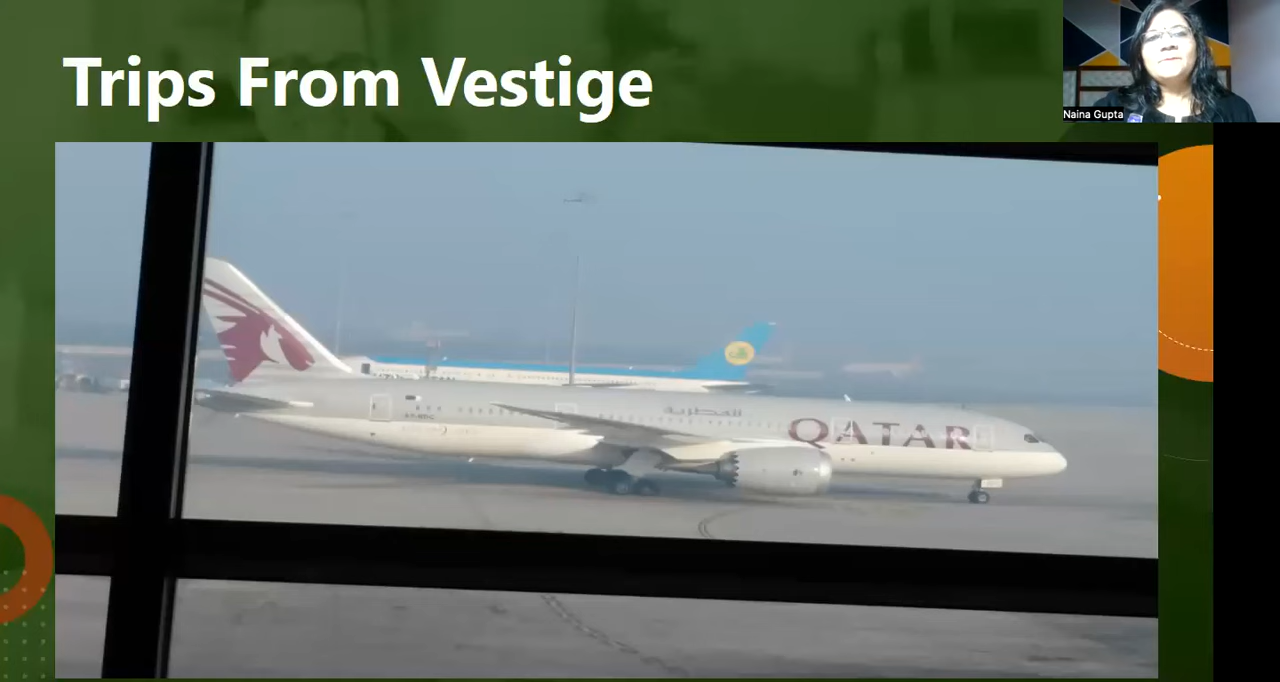 Trips From Vestige
Naina Gupta
القطرية
QATAR